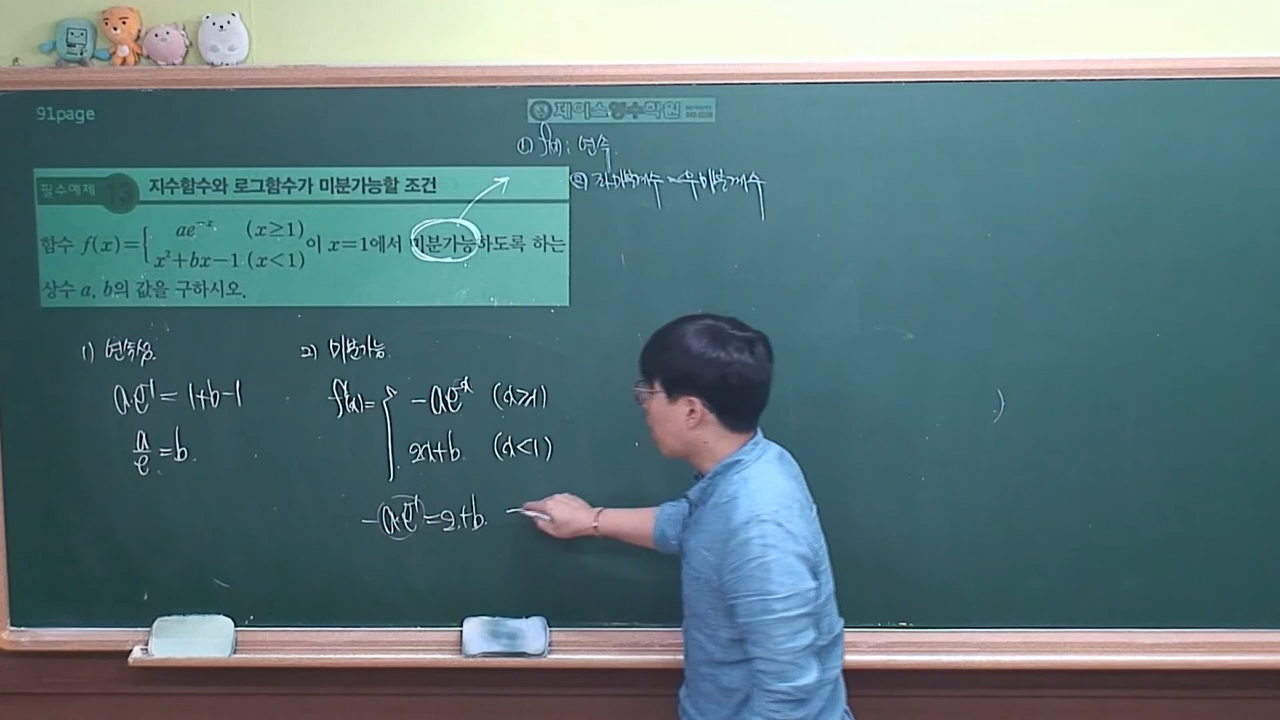 91page
제이스영수학원
① f(x) : 연속.
② 좌미분계수 = 우미분계수
필수예제 13 지수함수와 로그함수가 미분가능할 조건
함수 f(x)={ ae⁻ˣ (x≥1)
x²+bx−1 (x<1) 이 x=1에서 미분가능하도록 하는
상수 a, b의 값을 구하시오.
1) 연속성.
a·e⁻¹ = 1+b−1
a/e = b.
2) 미분가능.
f'(x)= { −ae⁻ˣ (x>1)
2x+b. (x<1)
−a·e⁻¹=2+b.